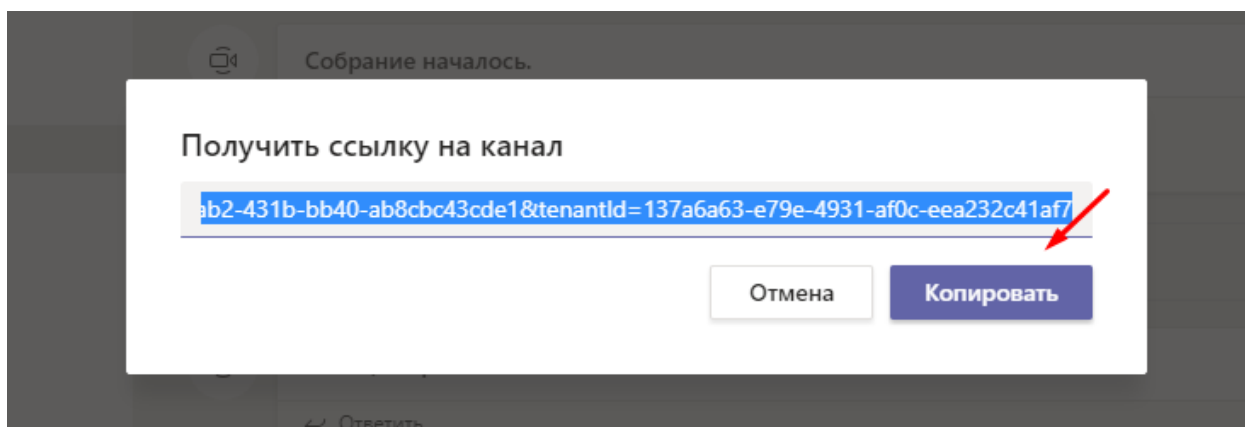 Собрание началось.
Получить ссылку на канал
ab2-431b-bb40-ab8cbc43cde1&tenantId=137a6a63-e79e-4931-af0c-eea232c41af7
Отмена
Копировать
Ответить